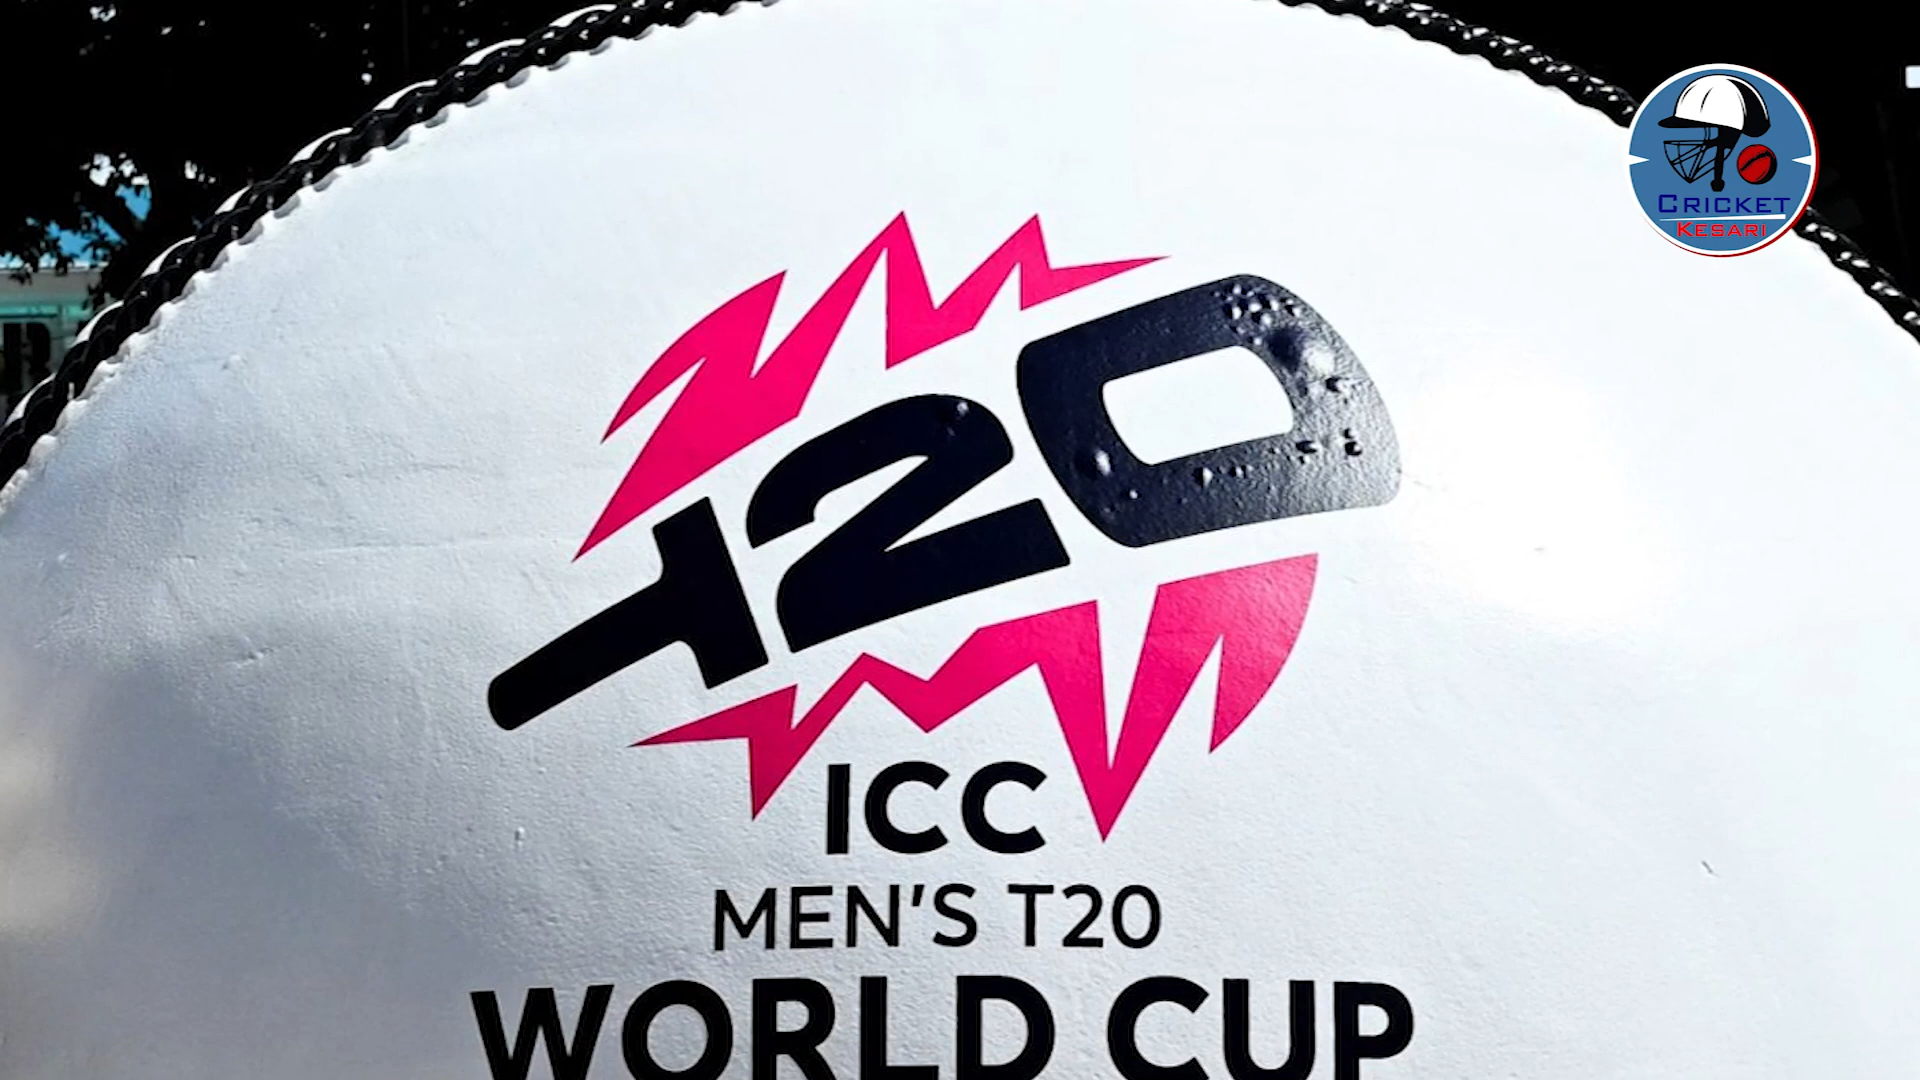 CRICKET
KESARI
T20
ICC
MEN'S T20
WORLD CUP